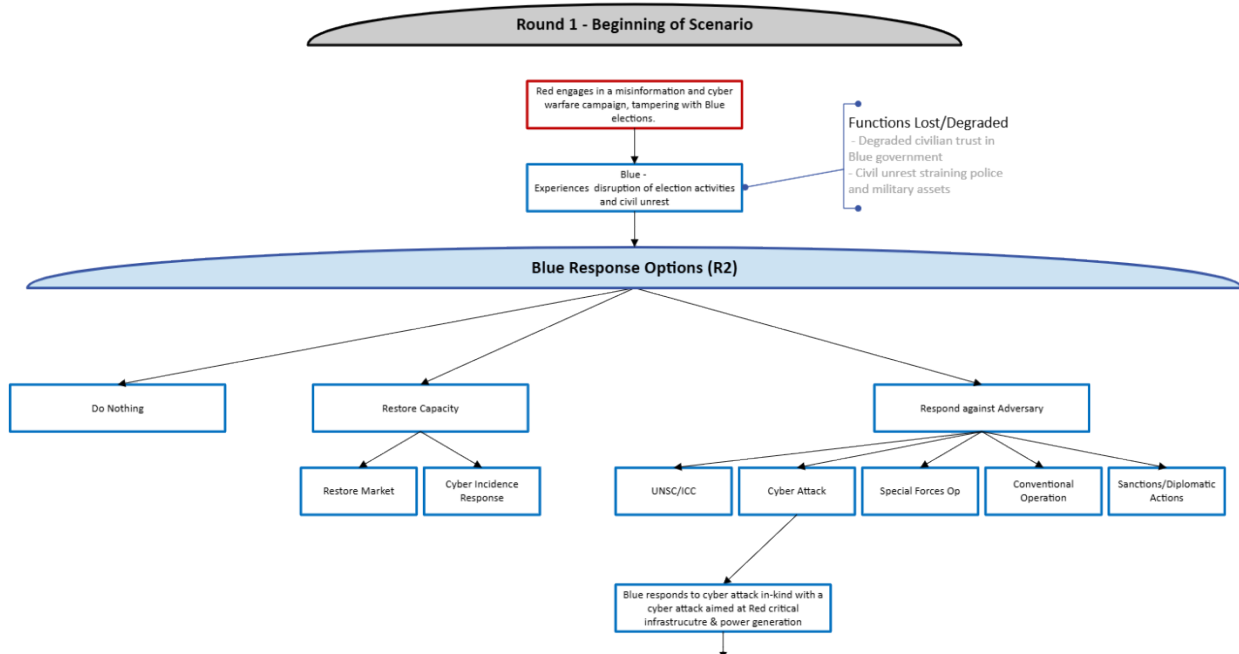 Round 1 - Beginning of Scenario
Red engages in a misinformation and cyber
warfare campaign, tampering with Blue
elections.
Functions Lost/Degraded
- Degraded civilian trust in
Blue government
- Civil unrest straining police
and military assets
Blue -
Experiences disruption of election activities
and civil unrest
Blue Response Options (R2)
Do Nothing
Restore Capacity
Respond against Adversary
Restore Market
Cyber Incidence
Response
UNSC/ICC
Cyber Attack
Special Forces Op
Conventional
Operation
Sanctions/Diplomatic
Actions
Blue responds to cyber attack in-kind with a
cyber attack aimed at Red critical
infrastrucutre & power generation